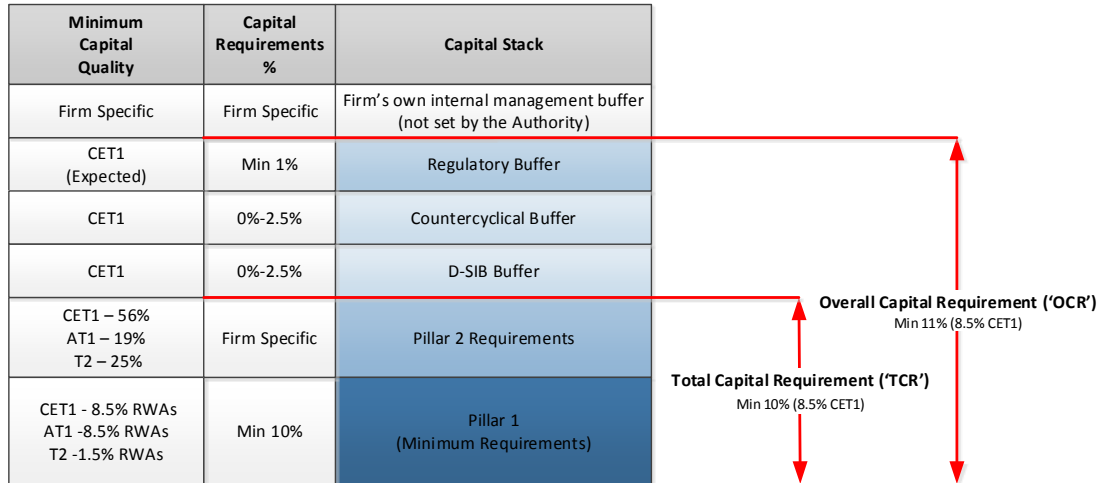 Minimum
Capital
Quality
Capital
Requirements
%
Capital Stack
Firm Specific
Firm Specific
Firm's own internal management buffer
(not set by the Authority)
CET1
(Expected)
Min 1%
Regulatory Buffer
CET1
0%-2.5%
Countercyclical Buffer
CET1
0%-2.5%
D-SIB Buffer
CET1 – 56%
AT1 – 19%
T2 – 25%
Firm Specific
Pillar 2 Requirements
CET1 - 8.5% RWAs
AT1 -8.5% RWAs
T2 -1.5% RWAs
Min 10%
Pillar 1
(Minimum Requirements)
Total Capital Requirement ('TCR')
Min 10% (8.5% CET1)
Overall Capital Requirement ('OCR')
Min 11% (8.5% CET1)